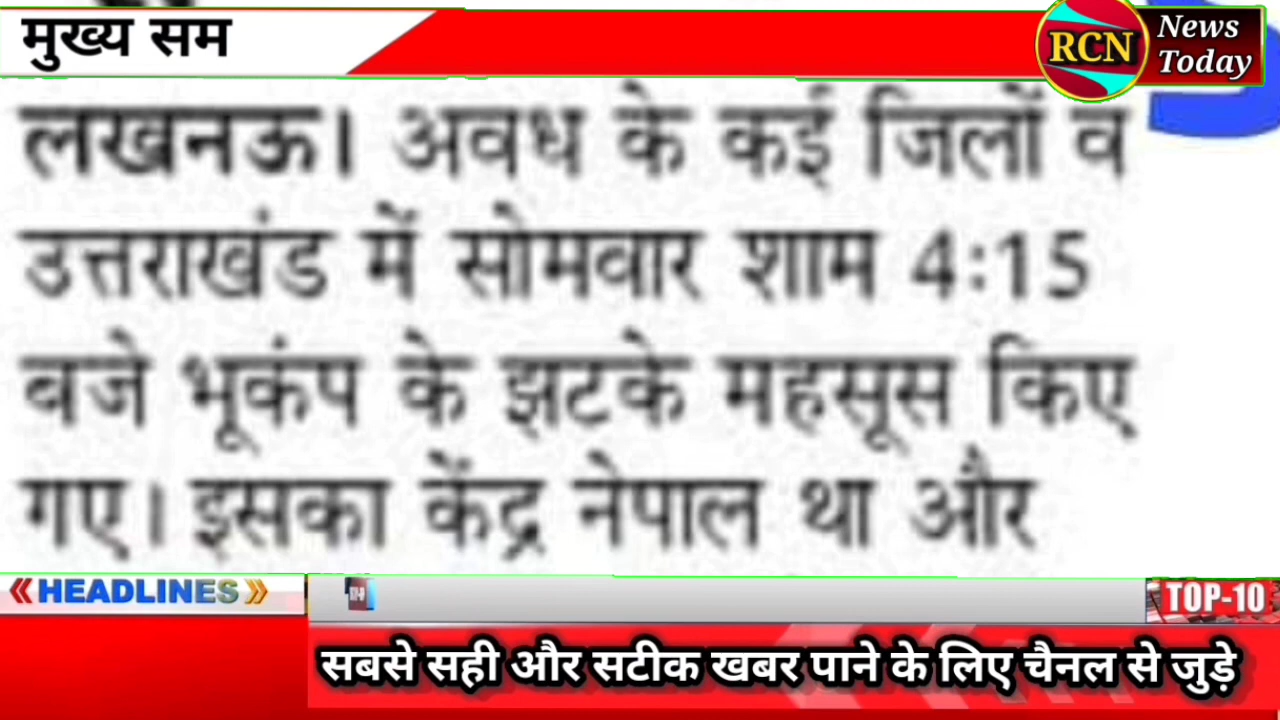 मुख्य सम
RCN
News
Today
लखनऊ। अवध के कई जिलों व
उत्तराखंड में सोमवार शाम 4:15
बजे भूकंप के झटके महसूस किए
गए। इसका केंद्र नेपाल था और
HEADLINES
TOP-10
सबसे सही और सटीक खबर पाने के लिए चैनल से जुड़े